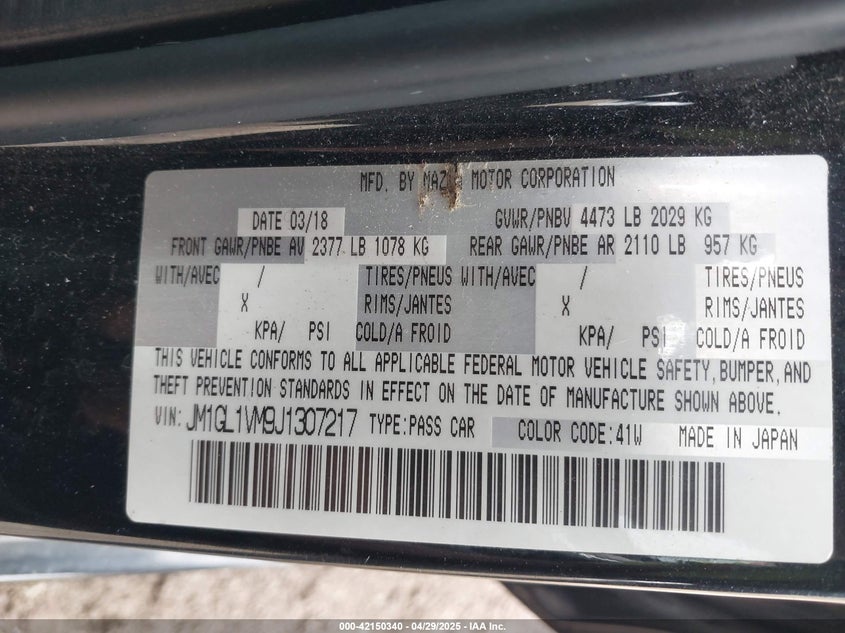 MFD. BY MAZDA MOTOR CORPORATION
DATE 03/18 GVWR/PNBV 4473 LB 2029 KG
FRONT GAWR/PNBE AV 2377 LB 1078 KG REAR GAWR/PNBE AR 2110 LB 957 KG
WITH/AVEC / TIRES/PNEUS WITH/AVEC / TIRES/PNEUS
X RIMS/JANTES X RIMS/JANTES
KPA/ PSI COLD/A FROID KPA/ PSI COLD/A FROID
THIS VEHICLE CONFORMS TO ALL APPLICABLE FEDERAL MOTOR VEHICLE SAFETY, BUMPER, AND
THEFT PREVENTION STANDARDS IN EFFECT ON THE DATE OF MANUFACTURE SHOWN ABOVE.
VIN: JM1GL1VM9J1307217 TYPE:PASS CAR COLOR CODE:41W MADE IN JAPAN
000-42150340 - 04/29/2025 - IAA Inc.